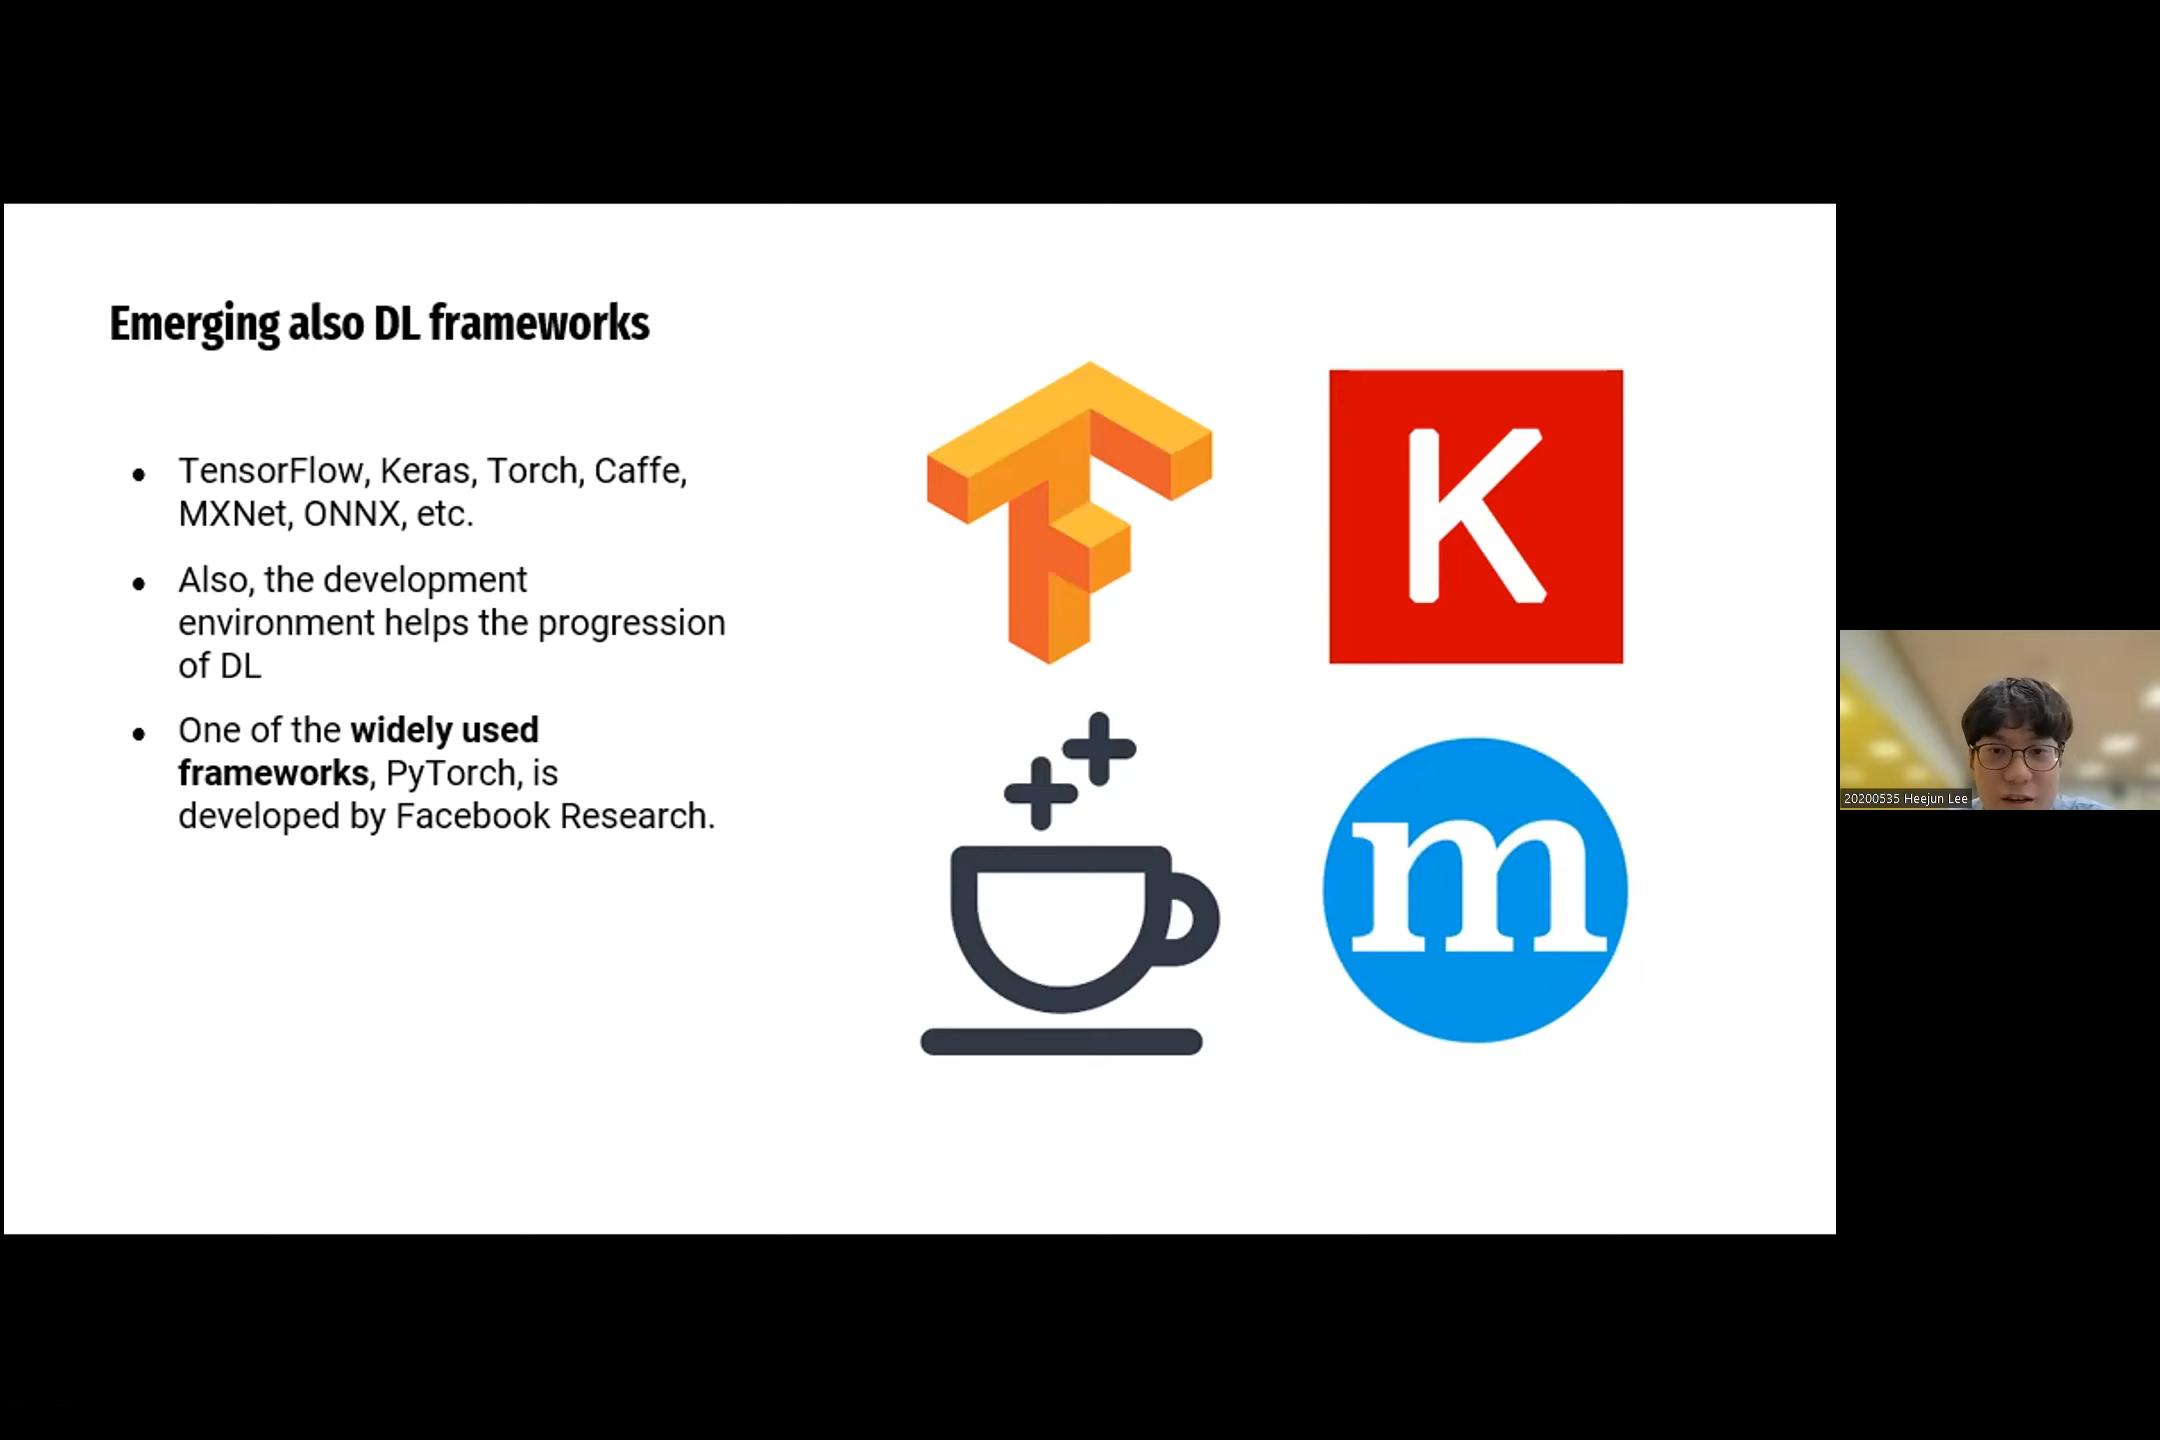 Emerging also DL frameworks
TensorFlow, Keras, Torch, Caffe,
MXNet, ONNX, etc.
Also, the development
environment helps the progression
of DL
One of the widely used
frameworks, PyTorch, is
developed by Facebook Research.
K
m
20200535 Heejun Lee